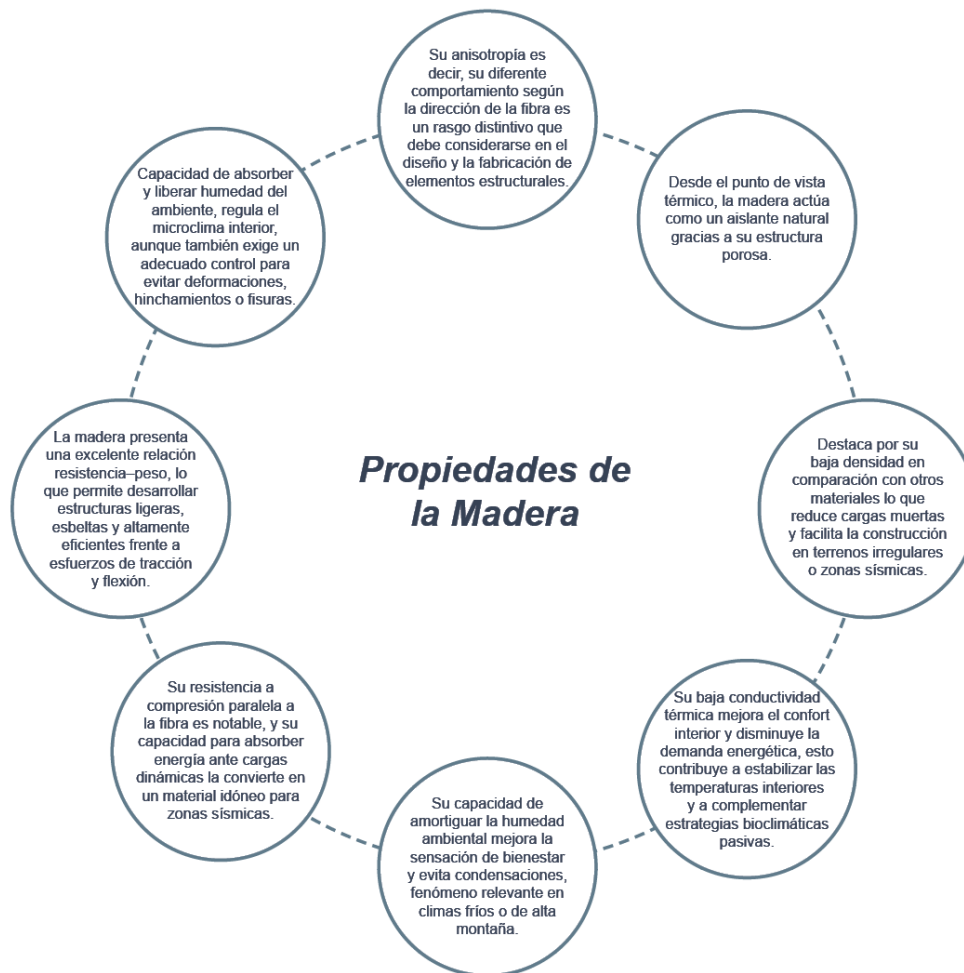 Su anisotropía es
decir, su diferente
comportamiento según
la dirección de la fibra es
un rasgo distintivo que
debe considerarse en el
diseño y la fabricación de
elementos estructurales.
Desde el punto de vista
térmico, la madera actúa
como un aislante natural
gracias a su estructura
porosa.
Destaca por su
baja densidad en
comparación con otros
materiales lo que
reduce cargas muertas
y facilita la construcción
en terrenos irregulares
o zonas sísmicas.
Su baja conductividad
térmica mejora el confort
interior y disminuye la
demanda energética, esto
contribuye a estabilizar las
temperaturas interiores
y a complementar
estrategias bioclimáticas
pasivas.
Su capacidad de
amortiguar la humedad
ambiental mejora la
sensación de bienestar
y evita condensaciones,
fenómeno relevante en
climas fríos o de alta
montaña.
Su resistencia a
compresión paralela a
la fibra es notable, y su
capacidad para absorber
energía ante cargas
dinámicas la convierte en
un material idóneo para
zonas sísmicas.
La madera presenta
una excelente relación
resistencia–peso, lo
que permite desarrollar
estructuras ligeras,
esbeltas y altamente
eficientes frente a
esfuerzos de tracción
y flexión.
Capacidad de absorber
y liberar humedad del
ambiente, regula el
microclima interior,
aunque también exige un
adecuado control para
evitar deformaciones,
hinchamientos o fisuras.
Propiedades de
la Madera